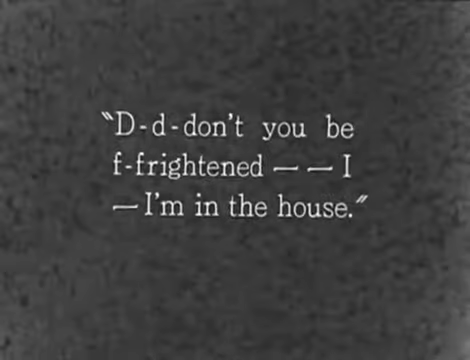 "D-d-don't you be
f-frightened — — I
— I'm in the house."